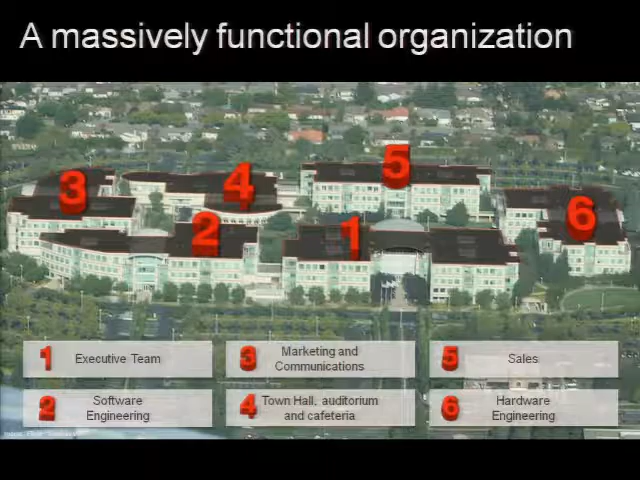 A massively functional organization
5
3
4
6
2
1
1 Executive Team
3 Marketing and
Communications
5 Sales
2 Software
Engineering
4 Town Hall, auditorium
and cafeteria
6 Hardware
Engineering